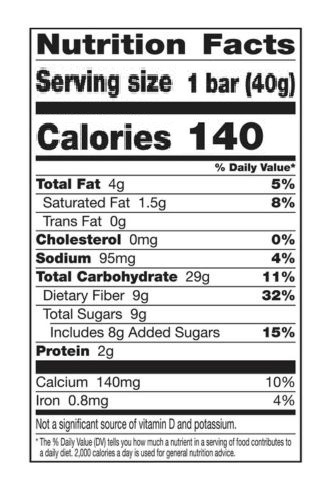 Nutrition Facts
Serving size 1 bar (40g)
Calories 140
% Daily Value*
Total Fat 4g 5%
Saturated Fat 1.5g 8%
Trans Fat 0g
Cholesterol 0mg 0%
Sodium 95mg 4%
Total Carbohydrate 29g 11%
Dietary Fiber 9g 32%
Total Sugars 9g
Includes 8g Added Sugars 15%
Protein 2g
Calcium 140mg 10%
Iron 0.8mg 4%
Not a significant source of vitamin D and potassium.
* The % Daily Value (DV) tells you how much a nutrient in a serving of food contributes to
a daily diet. 2,000 calories a day is used for general nutrition advice.